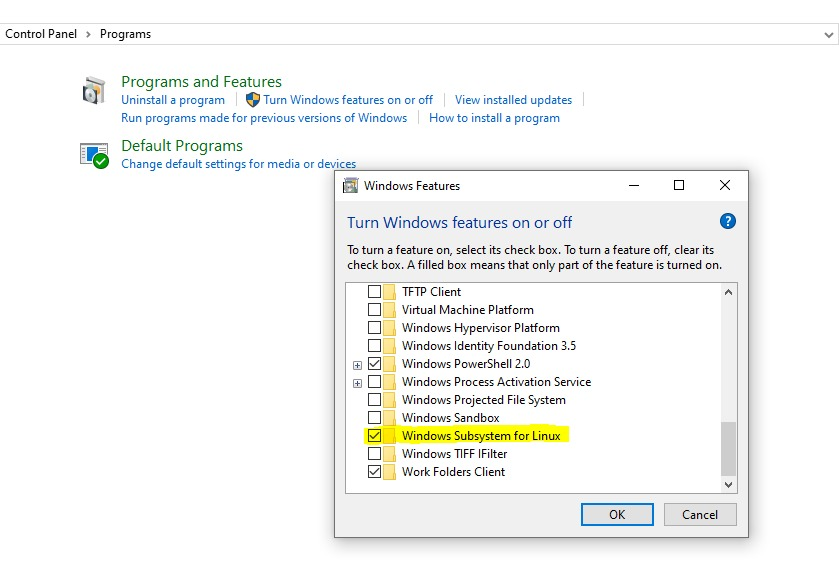 Control Panel > Programs
Programs and Features
Uninstall a program Turn Windows features on or off View installed updates
Run programs made for previous versions of Windows How to install a program
Default Programs
Change default settings for media or devices
Windows Features
Turn Windows features on or off
To turn a feature on, select its check box. To turn a feature off, clear its
check box. A filled box means that only part of the feature is turned on.
TFTP Client
Virtual Machine Platform
Windows Hypervisor Platform
Windows Identity Foundation 3.5
Windows PowerShell 2.0
Windows Process Activation Service
Windows Projected File System
Windows Sandbox
Windows Subsystem for Linux
Windows TIFF IFilter
Work Folders Client
OK Cancel